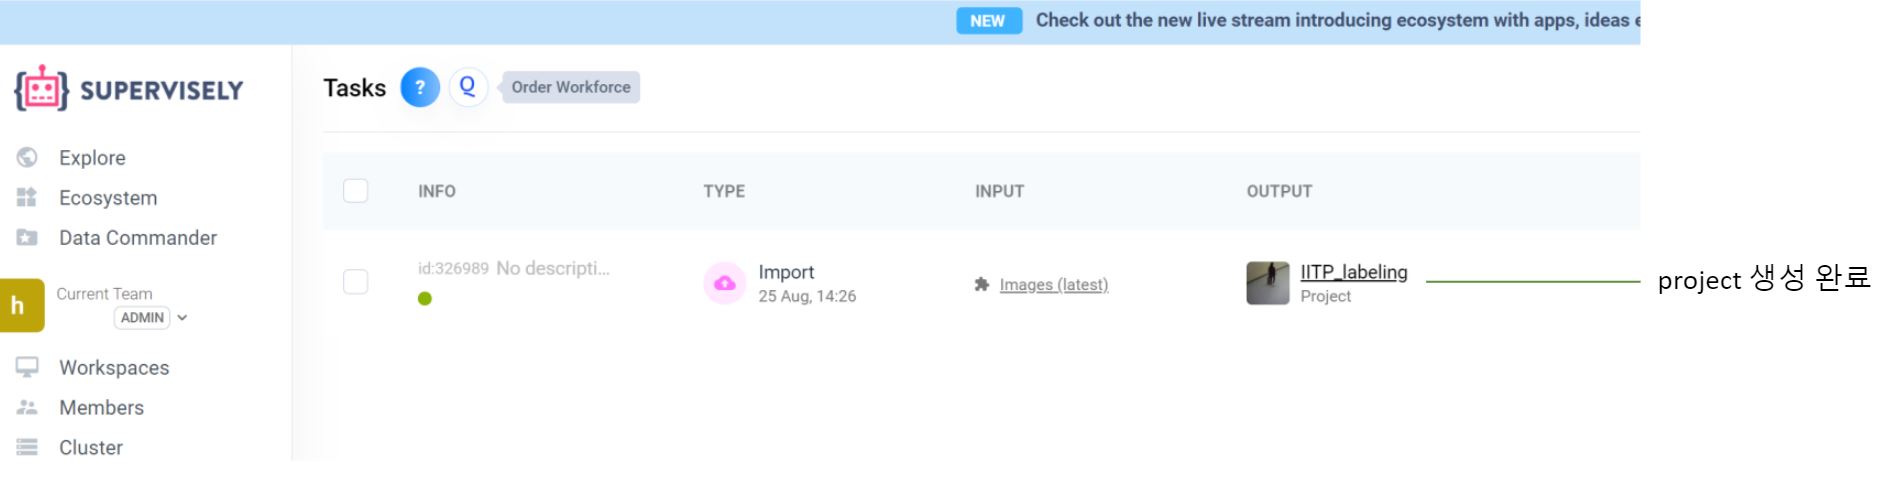 NEW Check out the new live stream introducing ecosystem with apps, ideas
SUPERVISELY
Tasks ? Q Order Workforce
Explore
Ecosystem
Data Commander
h Current Team
ADMIN
Workspaces
Members
Cluster
INFO TYPE INPUT OUTPUT
id:326989 No descripti... Import Images (latest) IITP_labeling
25 Aug, 14:26 Project
project 생성 완료